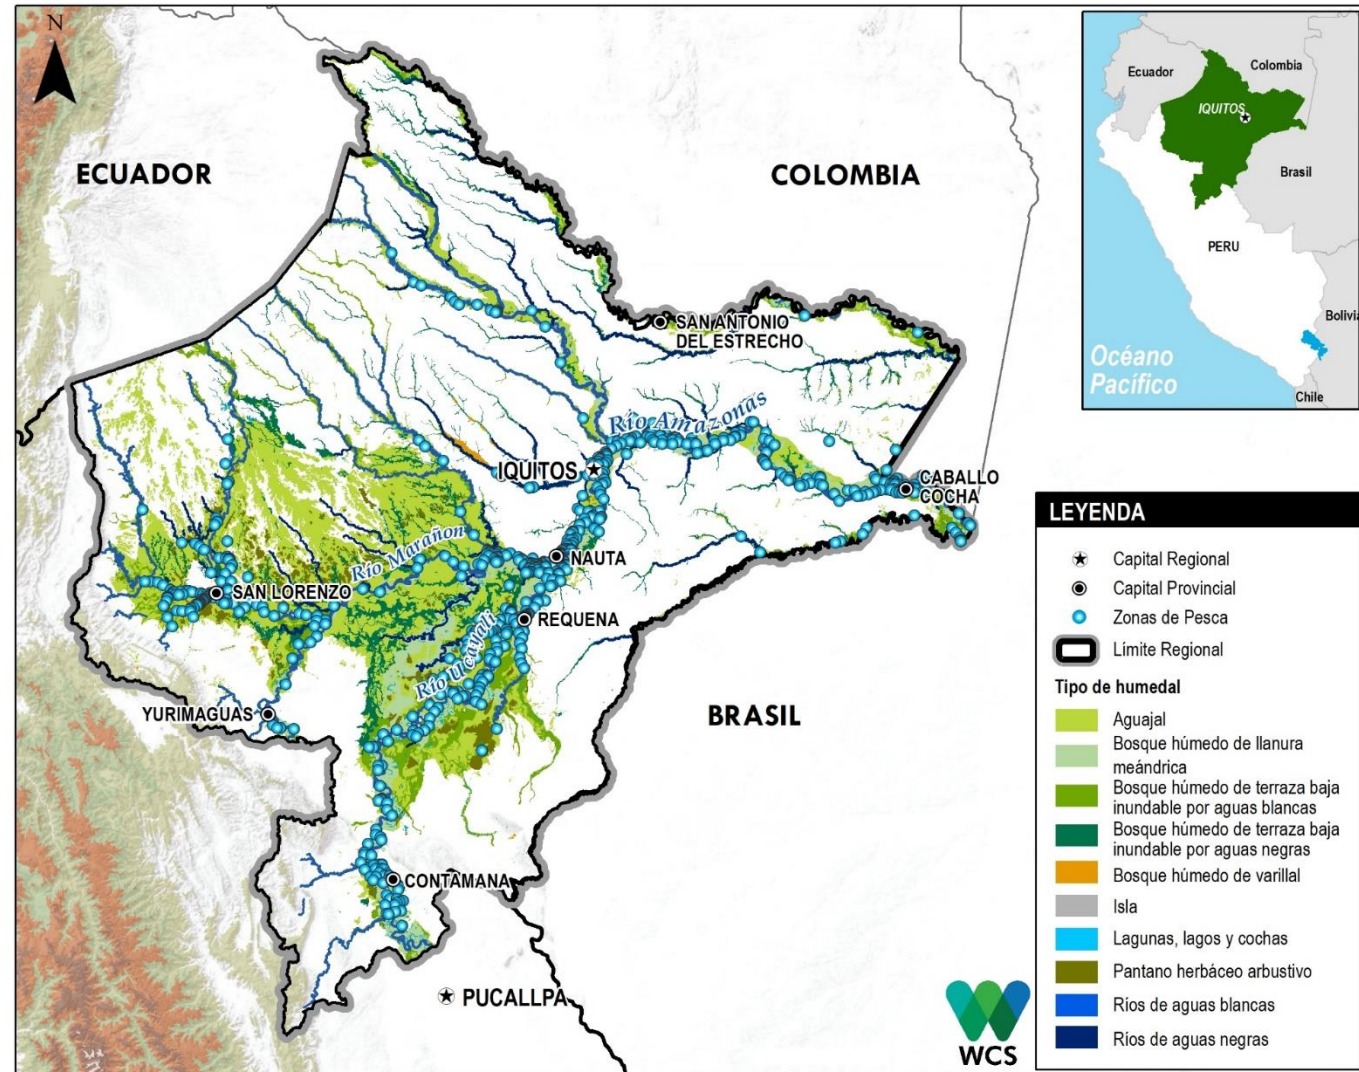 N
ECUADOR
COLOMBIA
SAN ANTONIO
DEL ESTRECHO
Río Amazonas
IQUITOS
CABALLO
COCHA
Río Marañon
NAUTA
SAN LORENZO
REQUENA
Río Ucayali
YURIMAGUAS
BRASIL
CONTAMANA
PUCALLPA
WCS
Ecuador
Colombia
IQUITOS
Brasil
PERU
Bolivia
Océano
Pacífico
Chile
LEYENDA
Capital Regional
Capital Provincial
Zonas de Pesca
Límite Regional
Tipo de humedal
Aguajal
Bosque húmedo de llanura
meándrica
Bosque húmedo de terraza baja
inundable por aguas blancas
Bosque húmedo de terraza baja
inundable por aguas negras
Bosque húmedo de varillal
Isla
Lagunas, lagos y cochas
Pantano herbáceo arbustivo
Ríos de aguas blancas
Ríos de aguas negras